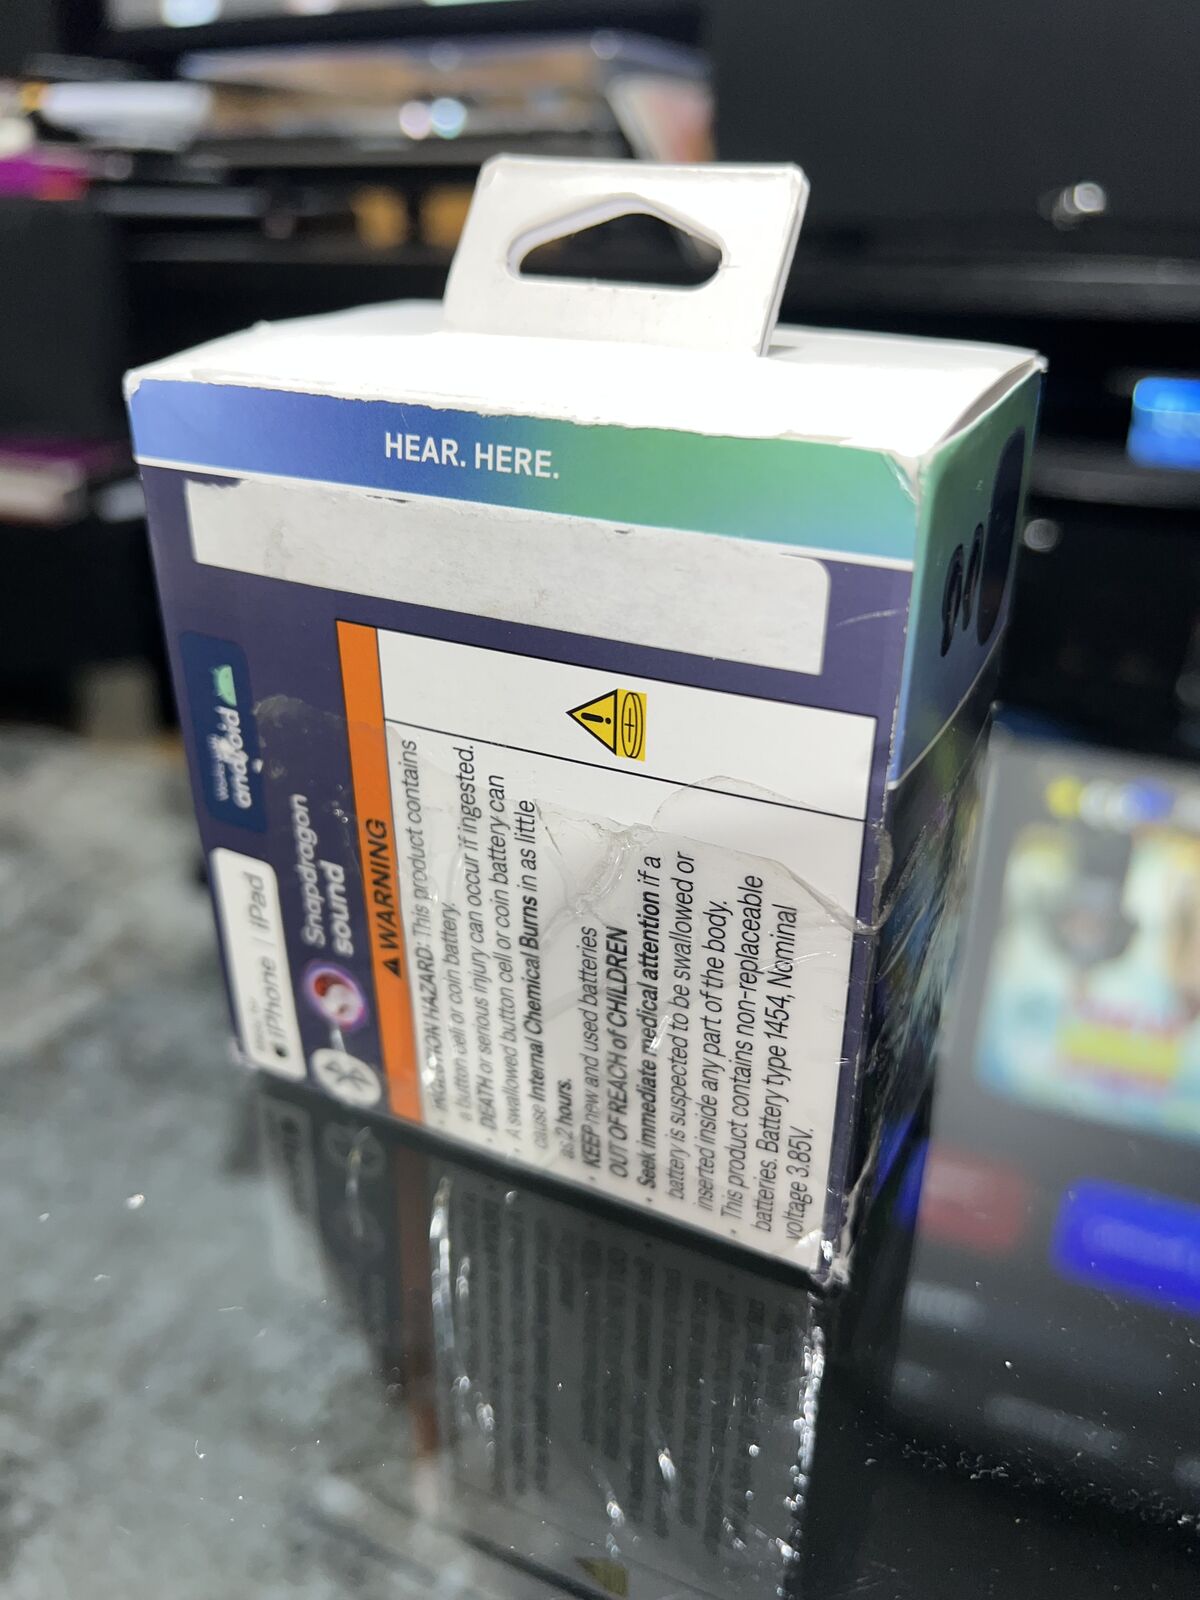 HEAR. HERE.
Works with
android
Made for
iPhone | iPad
Snapdragon
sound
WARNING
• INGESTION HAZARD: This product contains
a button cell or coin battery.
• DEATH or serious injury can occur if ingested.
• A swallowed button cell or coin battery can
cause Internal Chemical Burns in as little
as 2 hours.
• KEEP new and used batteries
OUT OF REACH of CHILDREN
• Seek immediate medical attention if a
battery is suspected to be swallowed or
inserted inside any part of the body.
• This product contains non-replaceable
batteries. Battery type 1454, Nominal
voltage 3.85V.